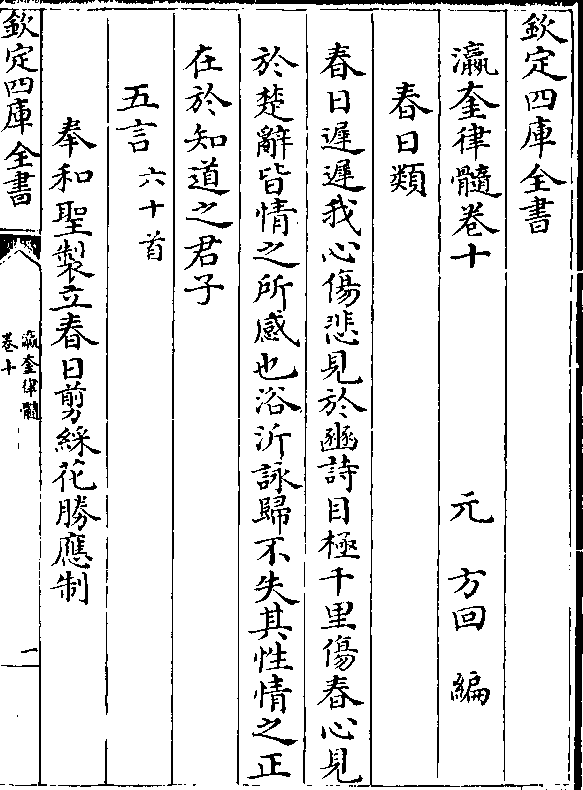 欽定四庫全書
瀛奎律髓卷十
元 方回 編
春日類
春日遲遲我心傷悲見於豳詩目極千里傷春心見
於楚辭皆情之所感也浴沂詠歸不失其性情之正
在於知道之君子
五言 六十首
奉和聖製立春日剪綵花勝應制
欽定四庫全書
瀛奎律髓
卷十
一